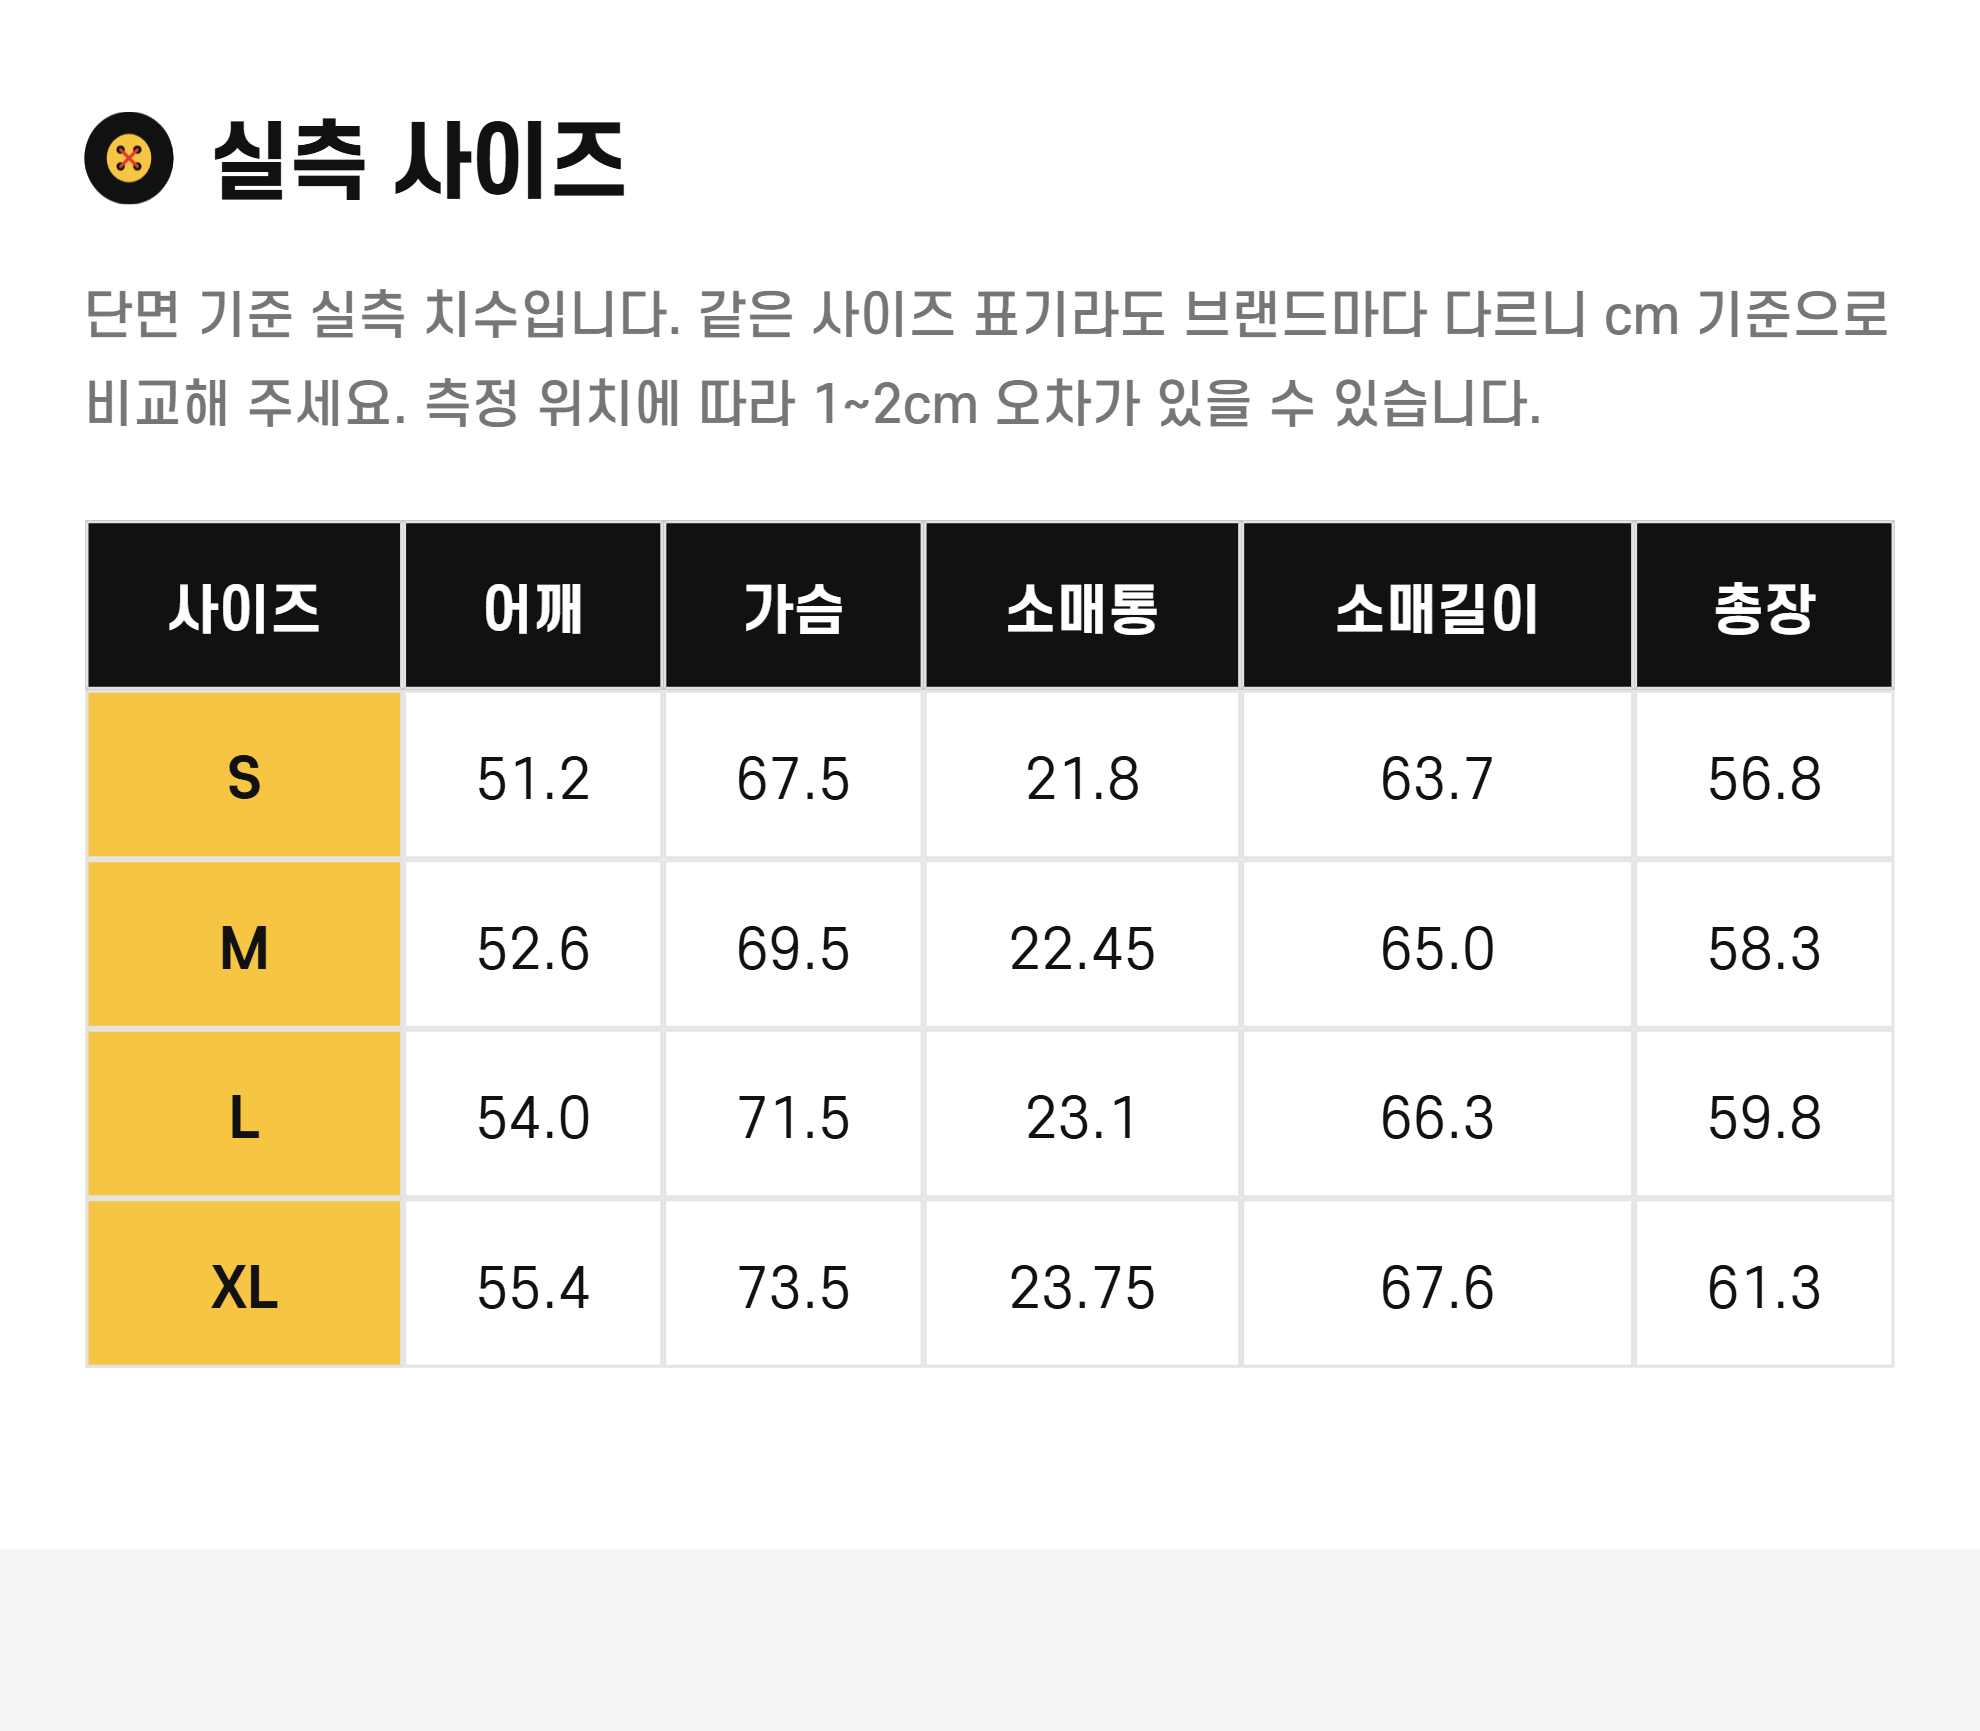 실측 사이즈
단면 기준 실측 치수입니다. 같은 사이즈 표기라도 브랜드마다 다르니 cm 기준으로
비교해 주세요. 측정 위치에 따라 1~2cm 오차가 있을 수 있습니다.
사이즈 어깨 가슴 소매통 소매길이 총장
S 51.2 67.5 21.8 63.7 56.8
M 52.6 69.5 22.45 65.0 58.3
L 54.0 71.5 23.1 66.3 59.8
XL 55.4 73.5 23.75 67.6 61.3